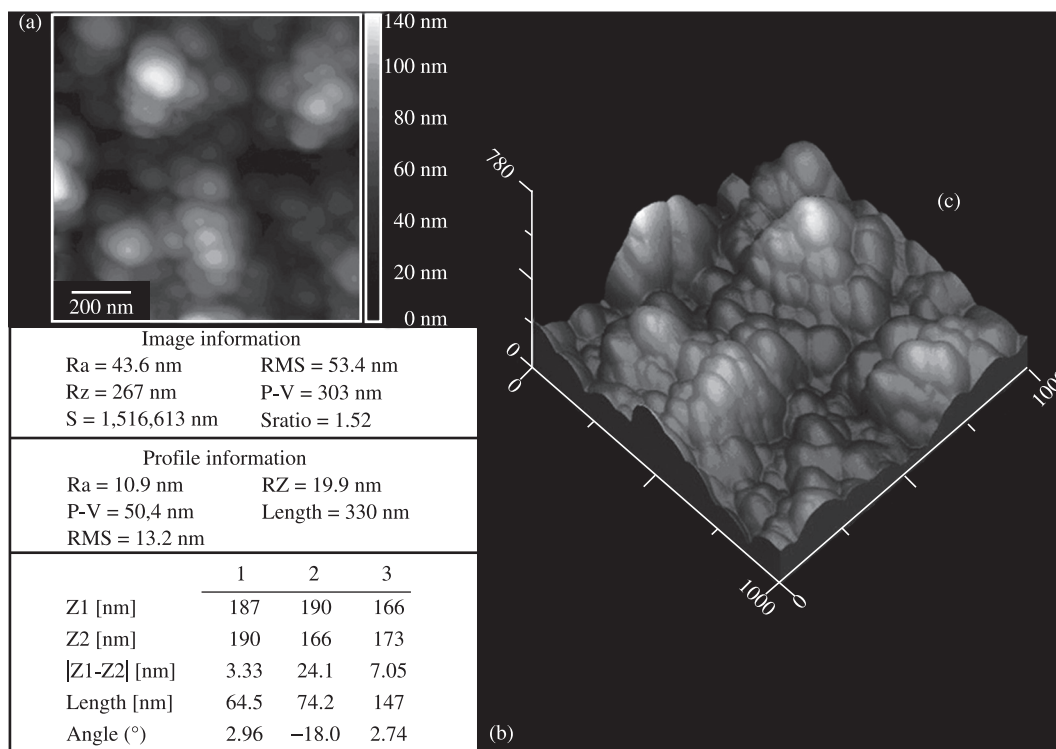 (a)
140 nm
100 nm
80 nm
60 nm
40 nm
20 nm
0 nm
200 nm
Image information
Ra = 43.6 nm RMS = 53.4 nm
Rz = 267 nm P-V = 303 nm
S = 1,516,613 nm Sratio = 1.52
Profile information
Ra = 10.9 nm RZ = 19.9 nm
P-V = 50,4 nm Length = 330 nm
RMS = 13.2 nm
1 2 3
Z1 [nm] 187 190 166
Z2 [nm] 190 166 173
|Z1-Z2| [nm] 3.33 24.1 7.05
Length [nm] 64.5 74.2 147
Angle (°) 2.96 −18.0 2.74
780
(c)
0
0
1000
1000
0
(b)